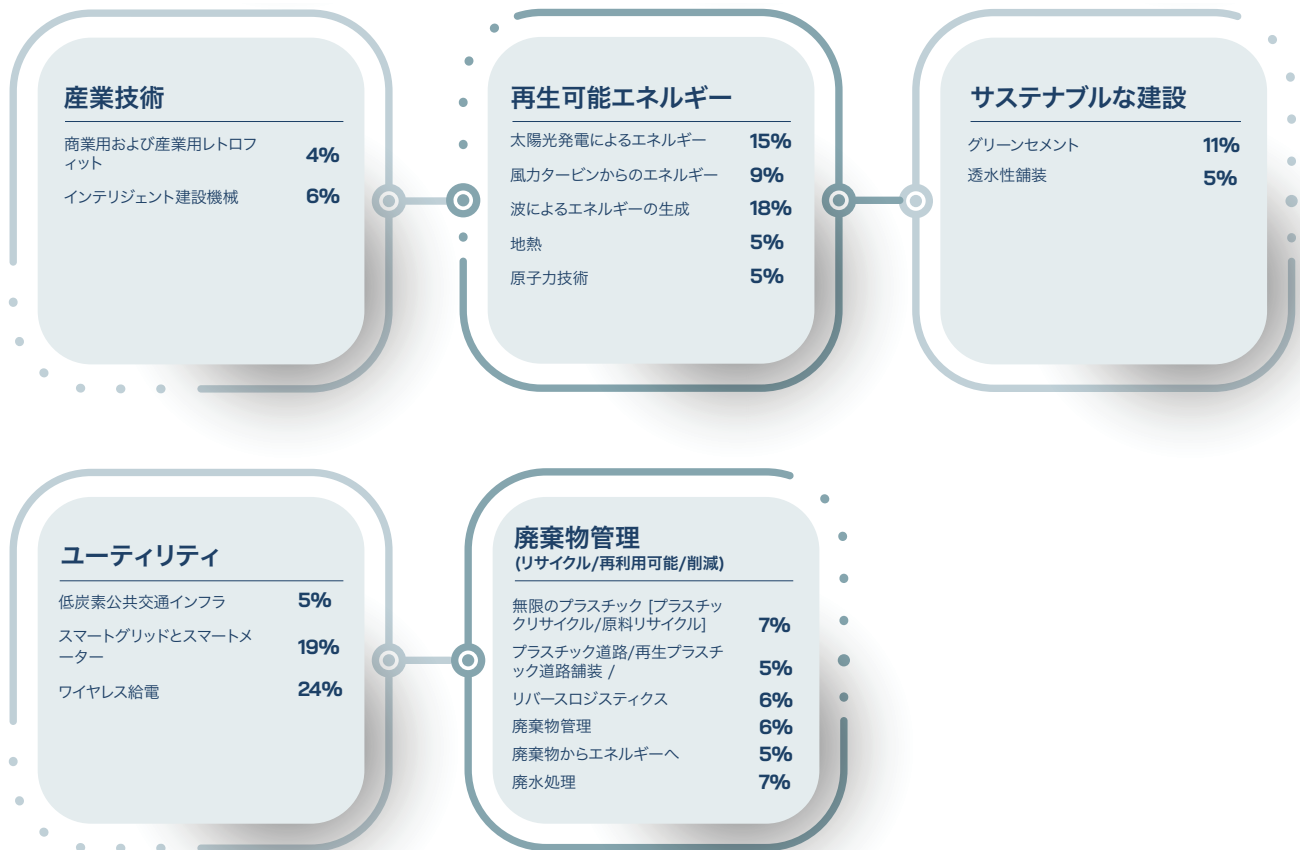 産業技術
商業用および産業用レトロフ
ィット
4%
インテリジェント建設機械 6%
再生可能エネルギー
太陽光発電によるエネルギー 15%
風力タービンからのエネルギー 9%
波によるエネルギーの生成 18%
地熱 5%
原子力技術 5%
サステナブルな建設
グリーンセメント 11%
透水性舗装 5%
ユーティリティ
低炭素公共交通インフラ 5%
スマートグリッドとスマートメ
ーター
19%
ワイヤレス給電 24%
廃棄物管理
(リサイクル/再利用可能/削減)
無限のプラスチック [プラスチッ
クリサイクル/原料リサイクル] 7%
プラスチック道路/再生プラスチ
ック道路舗装 / 5%
リバースロジスティクス 6%
廃棄物管理 6%
廃棄物からエネルギーへ 5%
廃水処理 7%